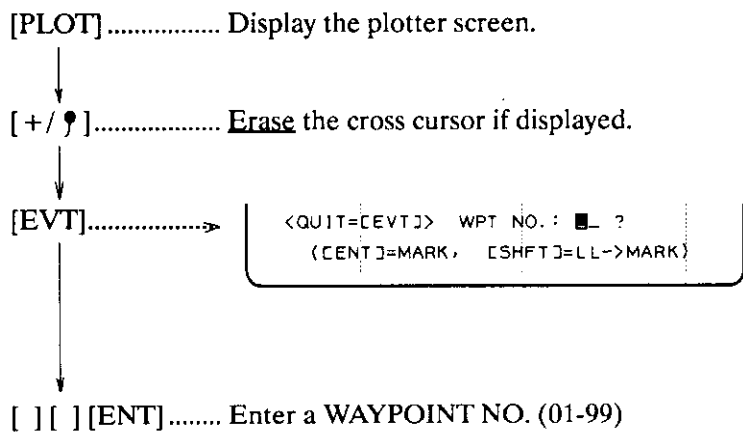 [PLOT]................. Display the plotter screen.
[+/ ]................... Erase the cross cursor if displayed.
[EVT].................
<QUIT=[EVT]> WPT NO.: _ ?
([ENT]=MARK, [SHFT]=LL->MARK)
[ ] [ ] [ENT]........ Enter a WAYPOINT NO. (01-99)